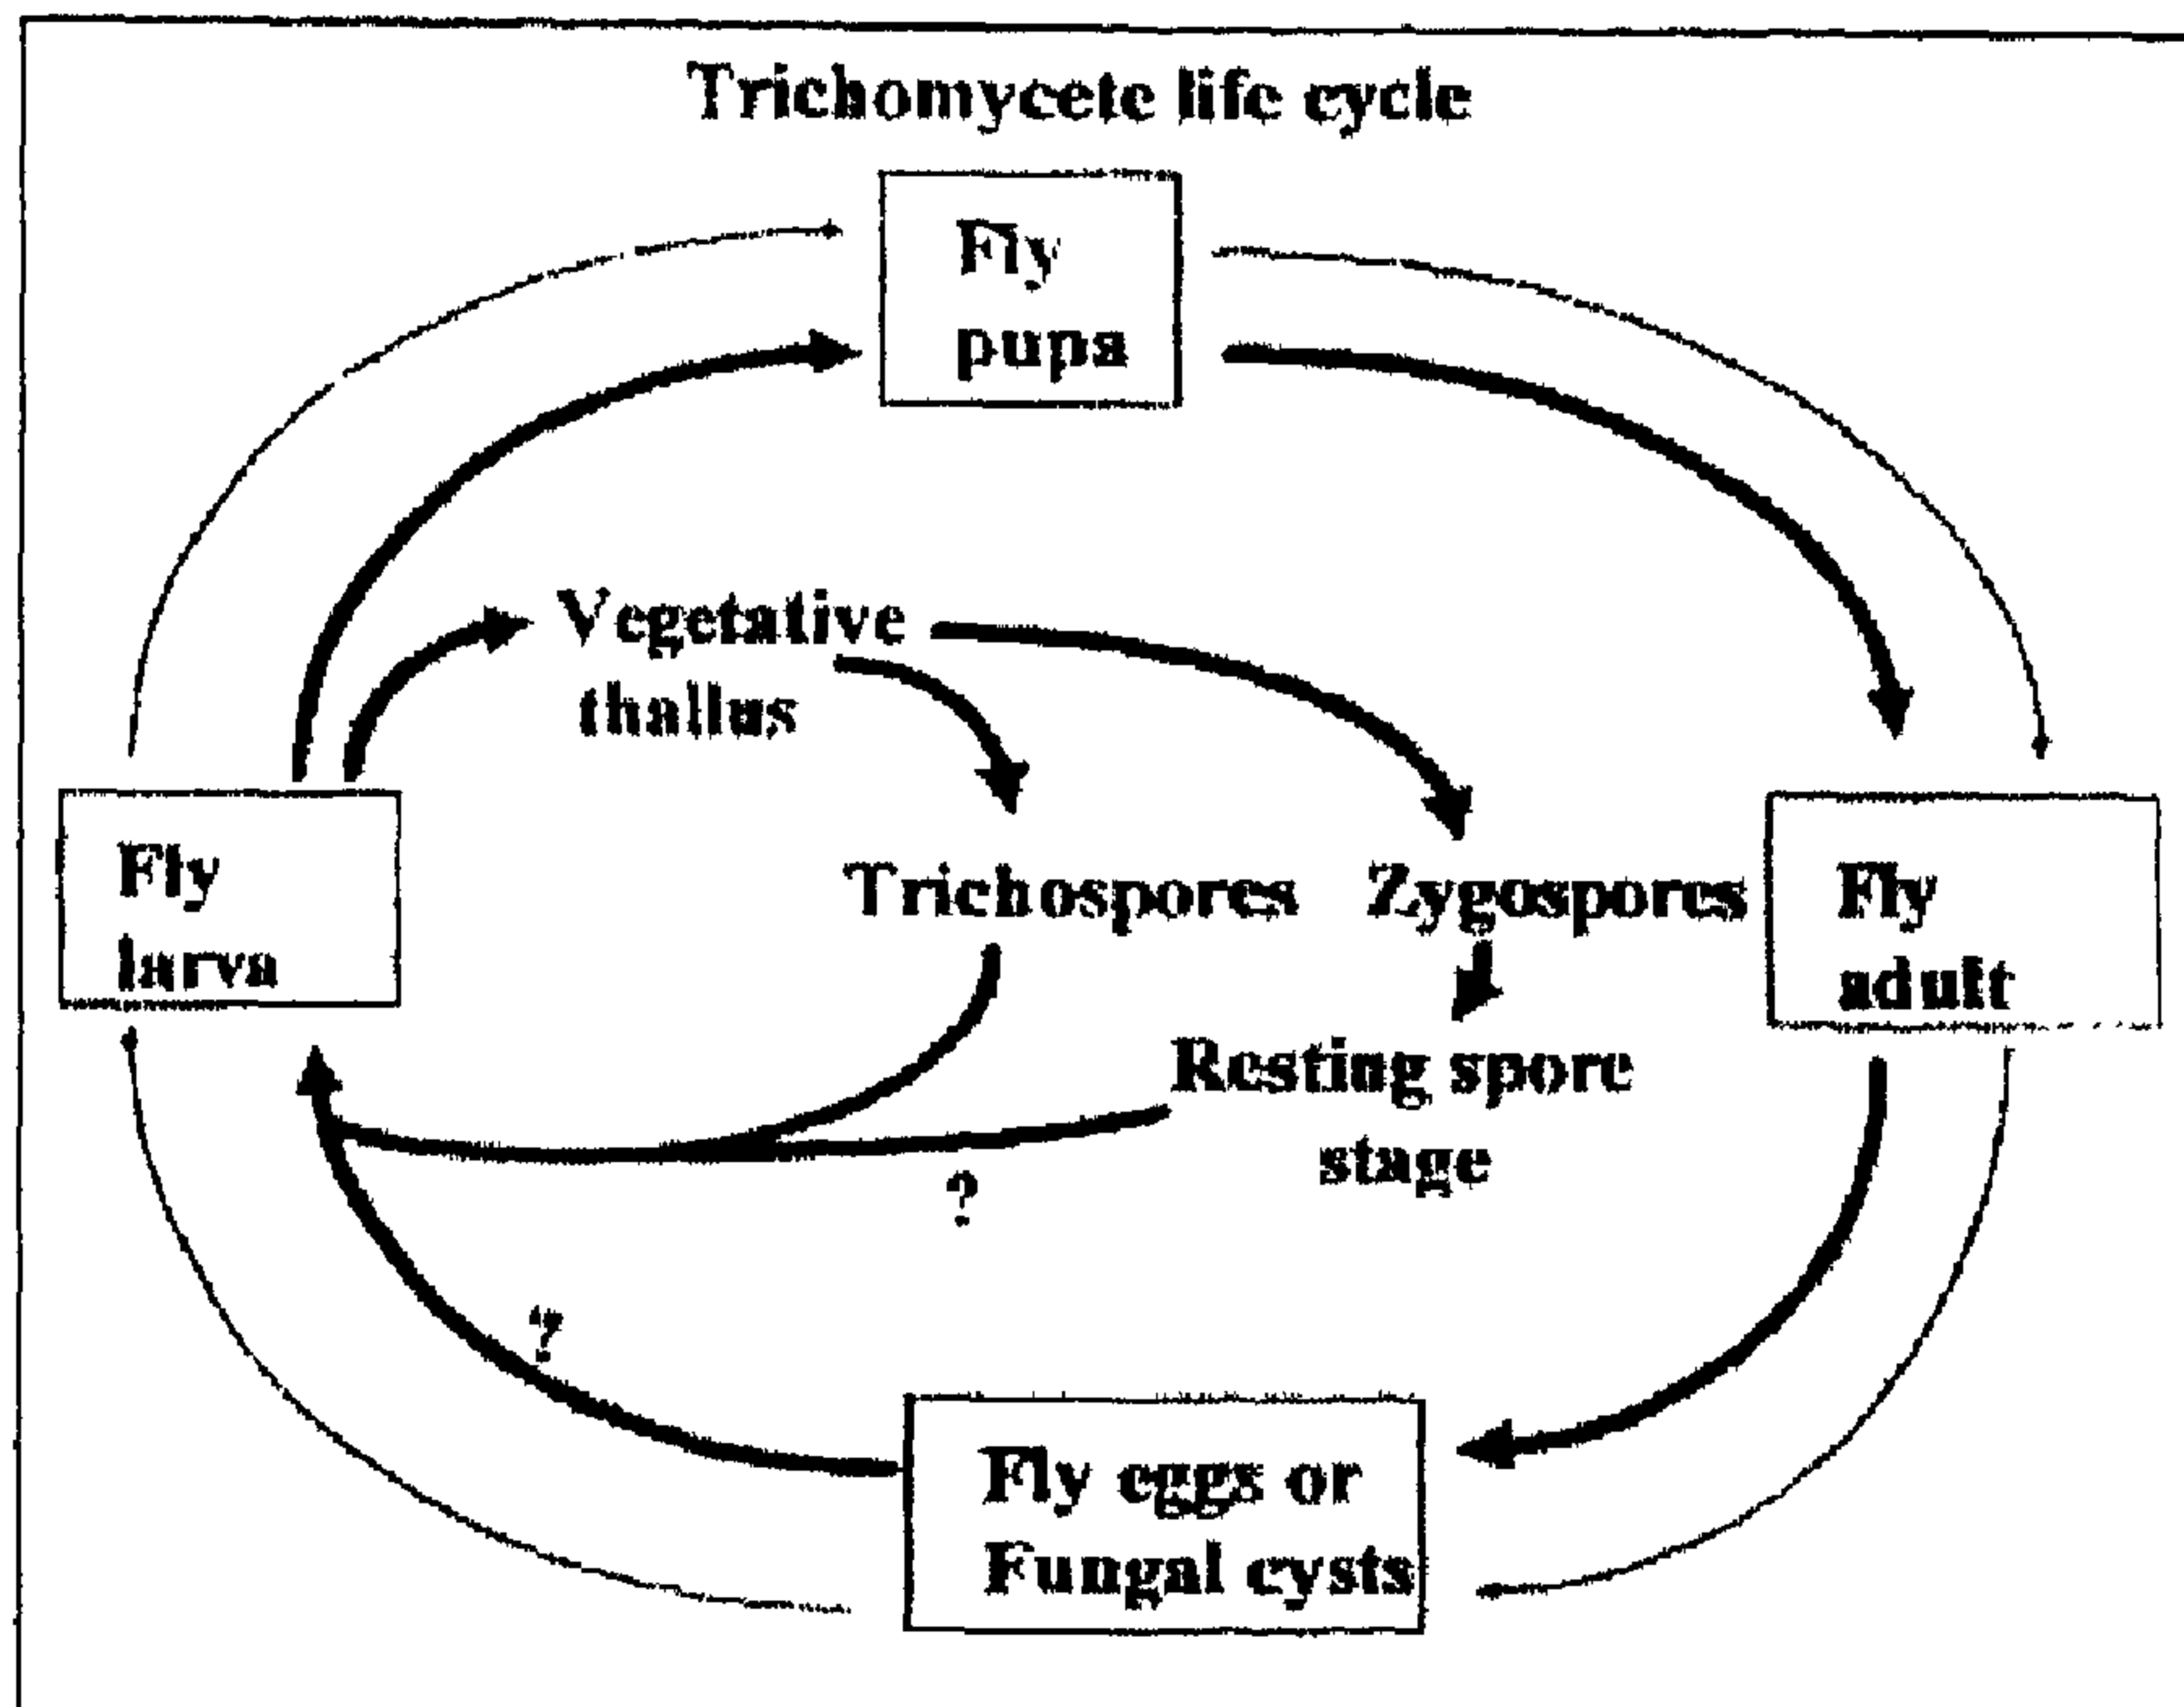 Trichomycete life cycle
Fly
pupa
Vegetative
thallus
Fly
larva
Trichospores
Zygospores
Fly
adult
Resting spore
stage
?
?
Fly eggs or
Fungal cysts